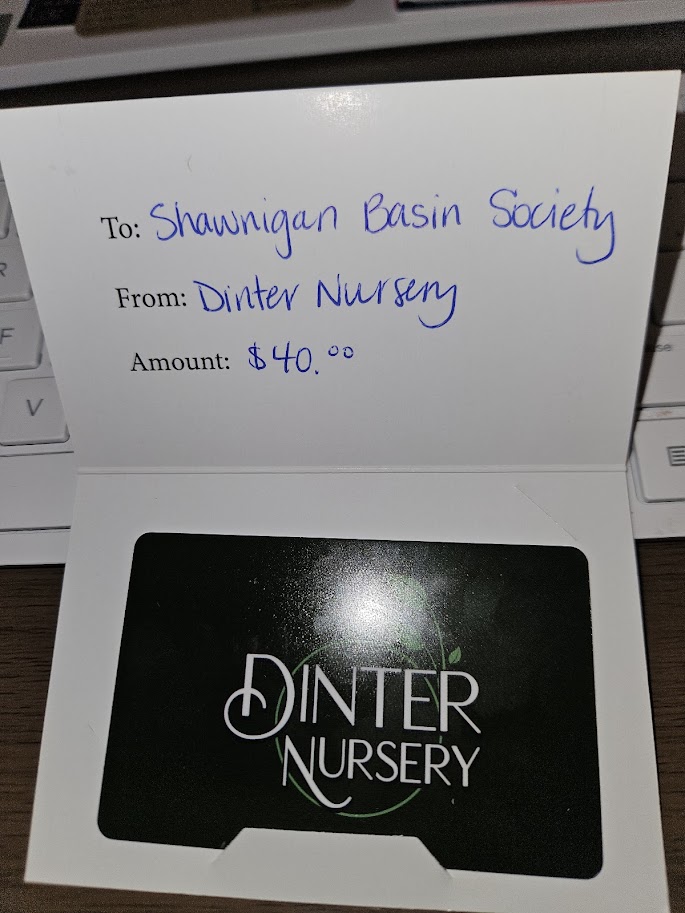 To: Shawnigan Basin Society
From: Dinter Nursery
Amount: $40.00
R
F
V
DINTER
NURSERY